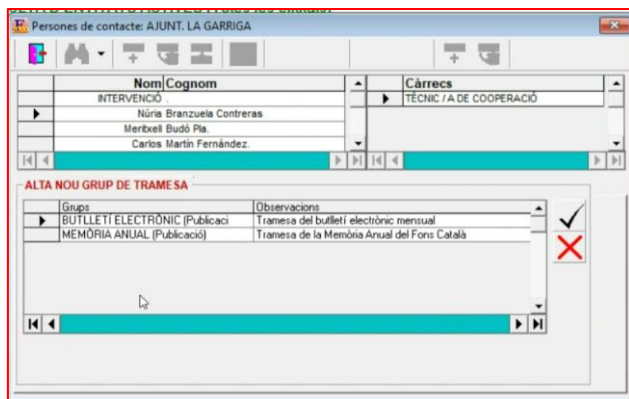 Persones de contacte: AJUNT. LA GARRIGA
Nom Cognom
INTERVENCIÓ .
Núria Branzuela Contreras
Meritxell Budó Pla.
Carlos Martín Fernández.
Càrrecs
TÈCNIC / A DE COOPERACIÓ
ALTA NOU GRUP DE TRAMESA
Grups Observacions
BUTLLETÍ ELECTRÒNIC (Publicaci Tramesa del butlletí electrònic mensual
MEMÒRIA ANUAL (Publicació) Tramesa de la Memòria Anual del Fons Català